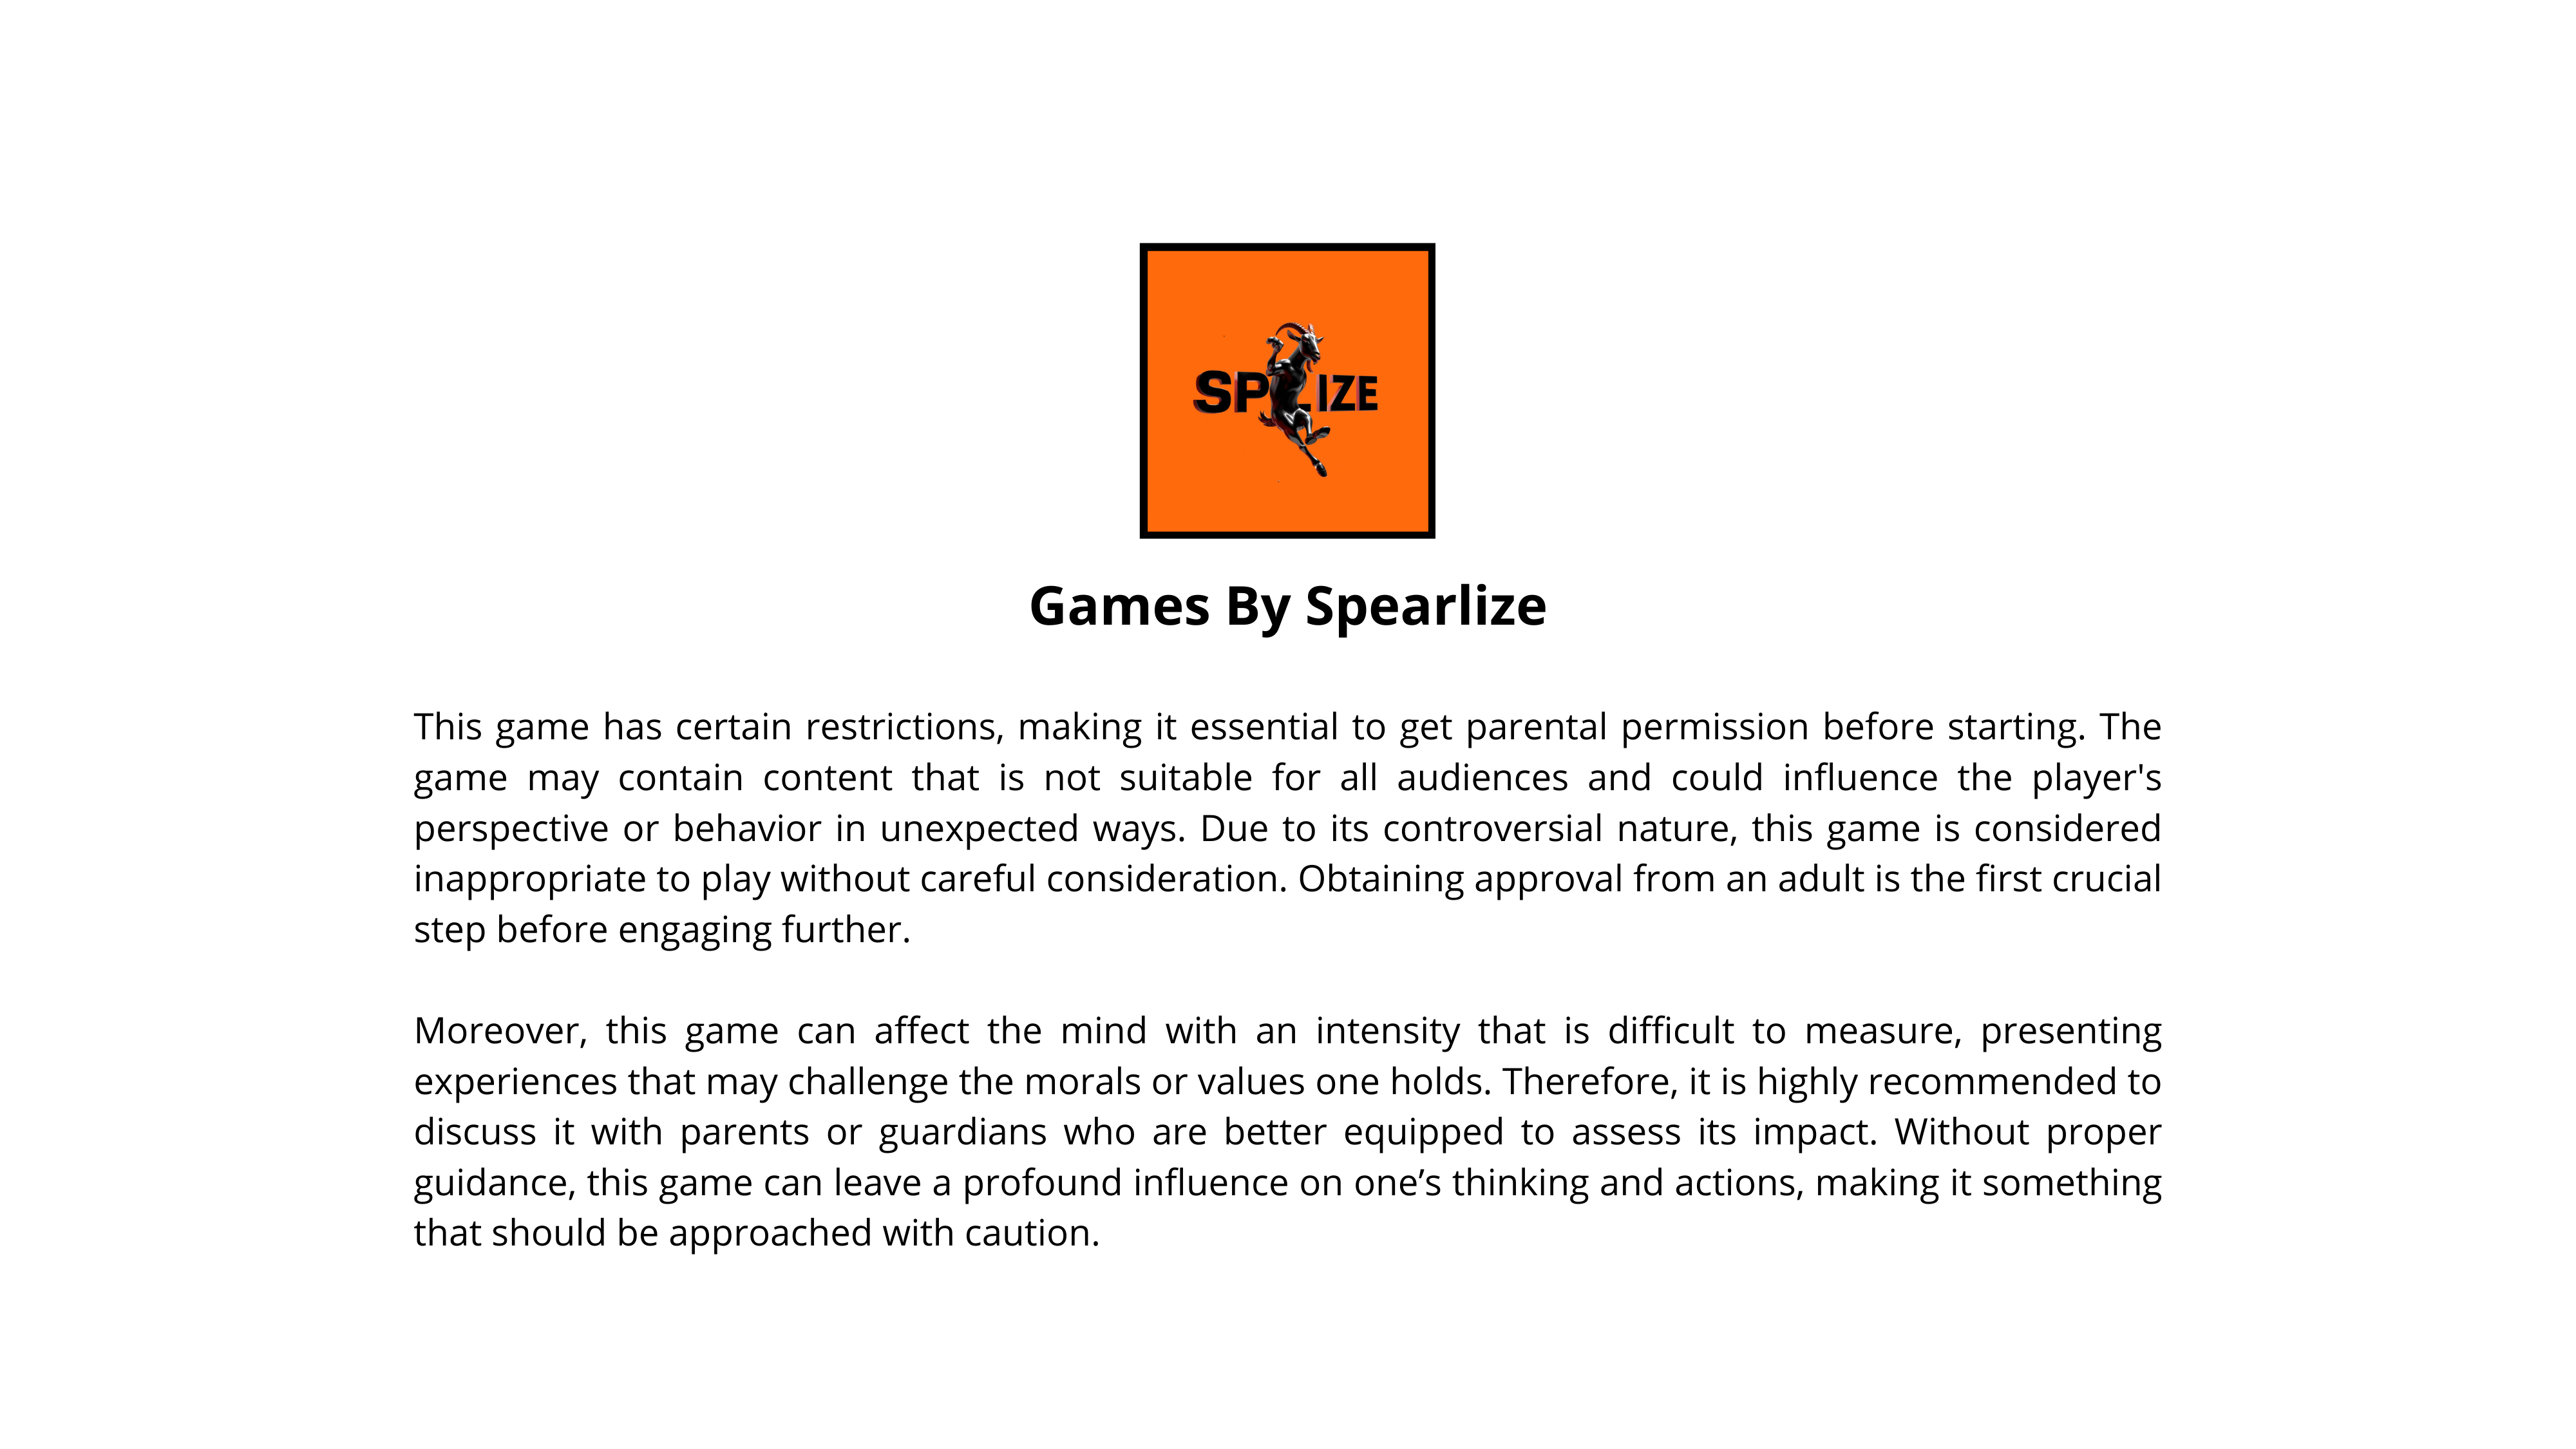 SPLIZE
Games By Spearlize
This game has certain restrictions, making it essential to get parental permission before starting. The
game may contain content that is not suitable for all audiences and could influence the player's
perspective or behavior in unexpected ways. Due to its controversial nature, this game is considered
inappropriate to play without careful consideration. Obtaining approval from an adult is the first crucial
step before engaging further.
Moreover, this game can affect the mind with an intensity that is difficult to measure, presenting
experiences that may challenge the morals or values one holds. Therefore, it is highly recommended to
discuss it with parents or guardians who are better equipped to assess its impact. Without proper
guidance, this game can leave a profound influence on one’s thinking and actions, making it something
that should be approached with caution.